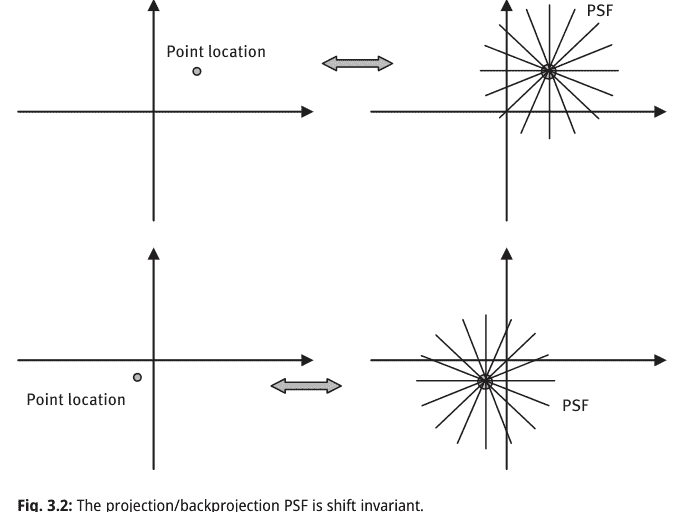 PSF
Point location
Point location
PSF
Fig. 3.2: The projection/backprojection PSF is shift invariant.